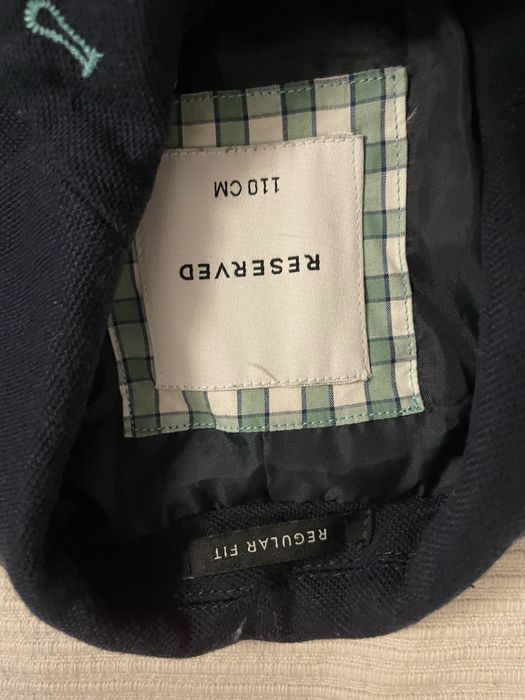 REGULAR FIT
RESERVED
110 CM